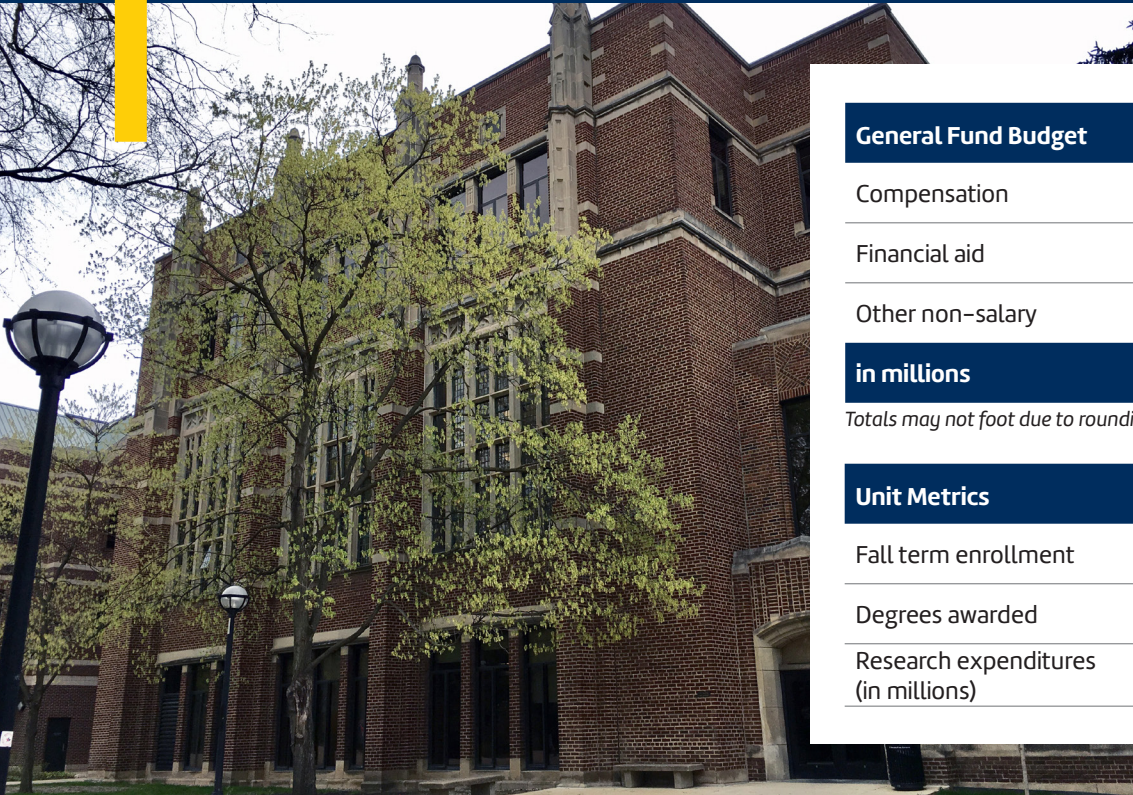 General Fund Budget
Compensation
Financial aid
Other non-salary
in millions
Totals may not foot due to roundi
Unit Metrics
Fall term enrollment
Degrees awarded
Research expenditures
(in millions)